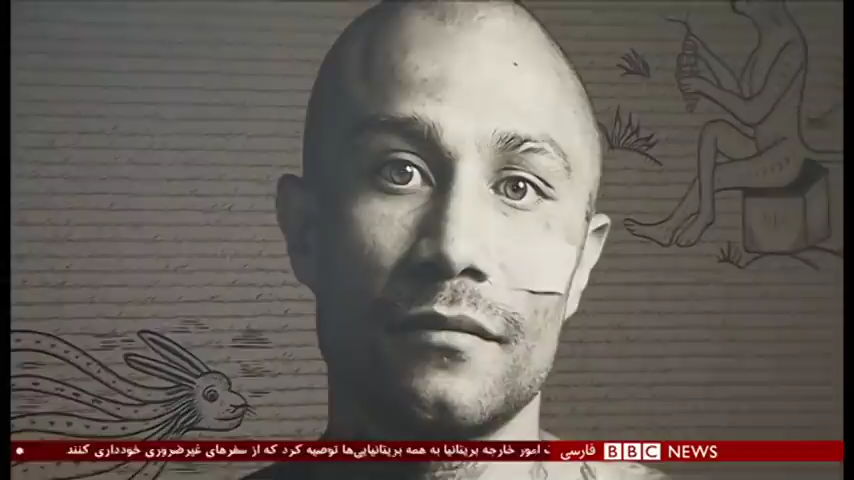 امور خارجه بریتانیا به همه بریتانیایی‌ها توصیه کرد که از سفرهای غیرضروری خودداری کنند
فارسی BBC NEWS